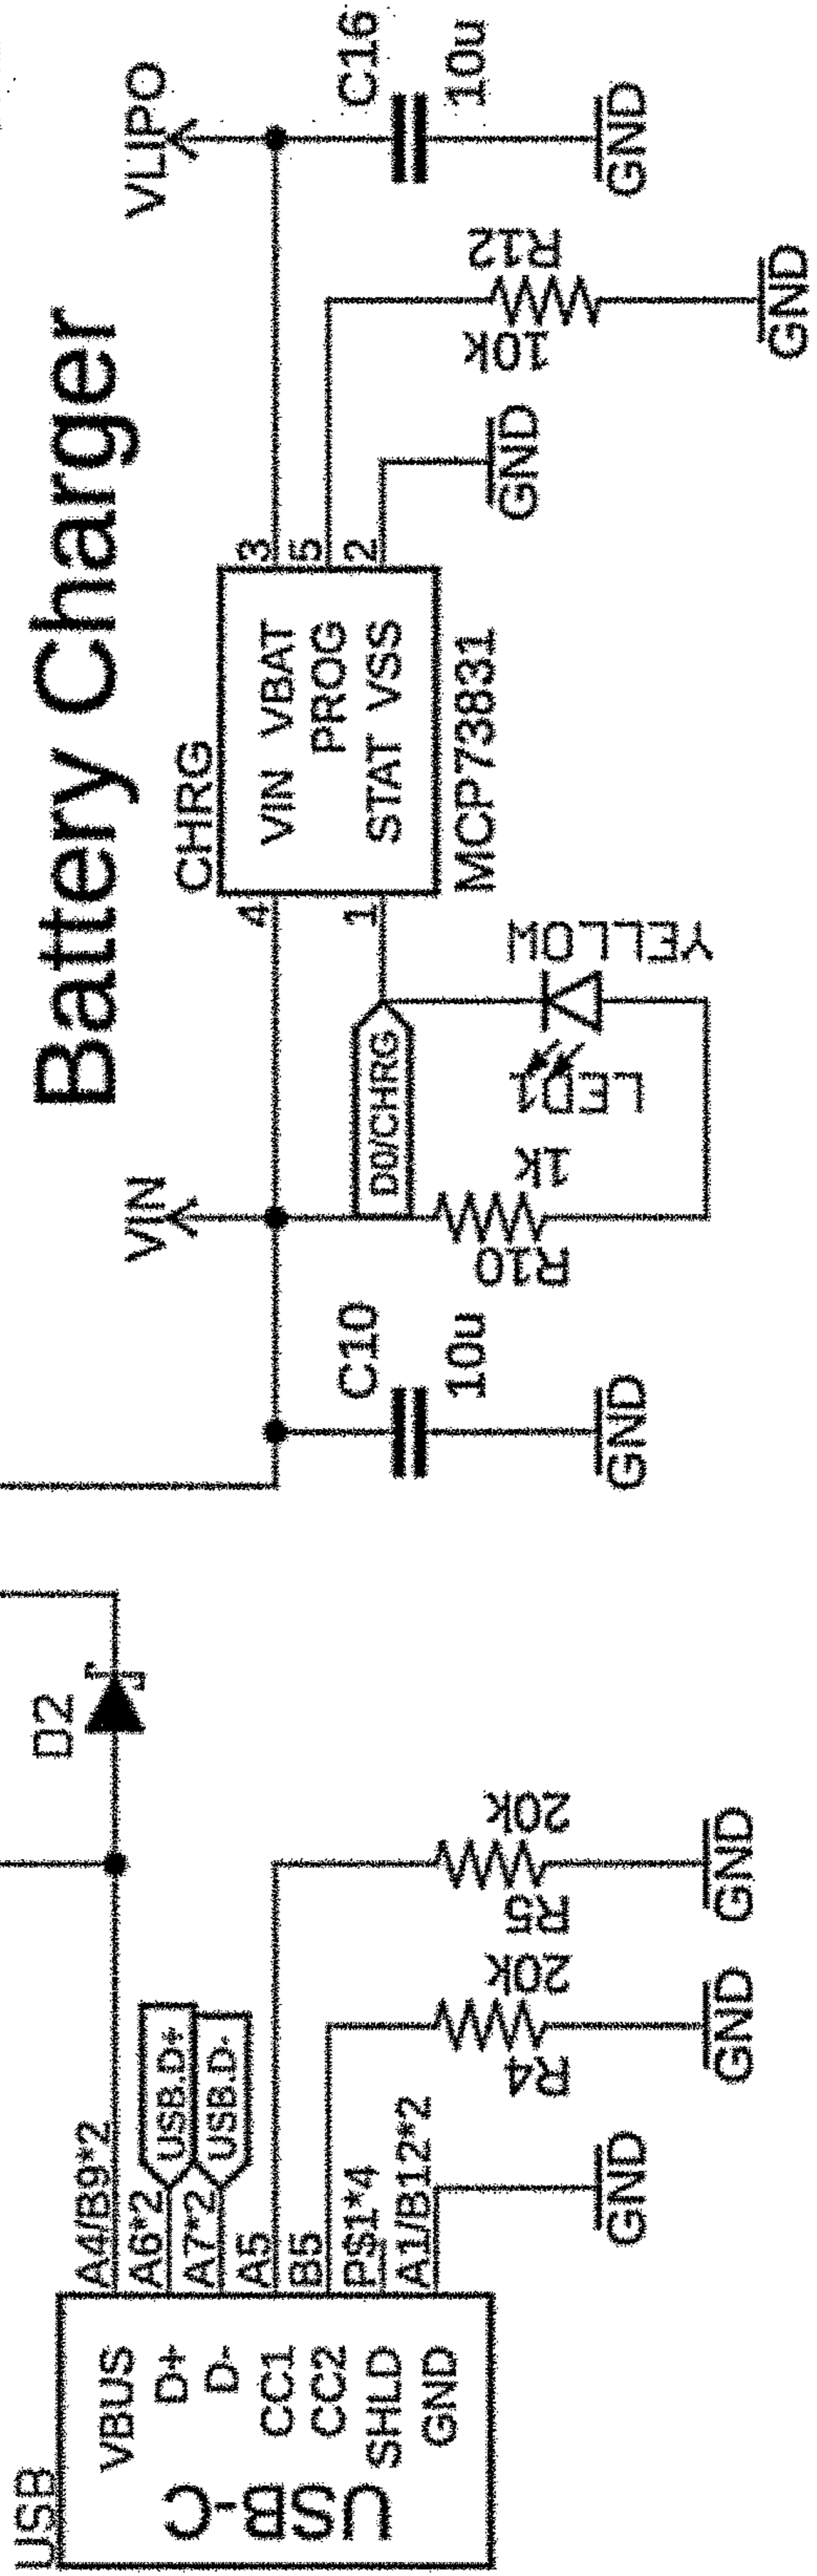 Battery Charger
USB
VBUS
D+
D-
CC1
CC2
SHLD
GND
USB-C
A4/B9*2
A6*2
A7*2
A5
B5
P$1*4
A1/B12*2
USB.D+
USB.D-
GND
R4
20k
GND
R5
20k
GND
D2
C10
10u
GND
VIN
R10
1k
D0/CHRG
LED1
YELLOW
4
1
CHRG
VIN VBAT
PROG
STAT VSS
MCP73831
3
5
2
GND
10k
R12
GND
VLIPO
C16
10u
GND